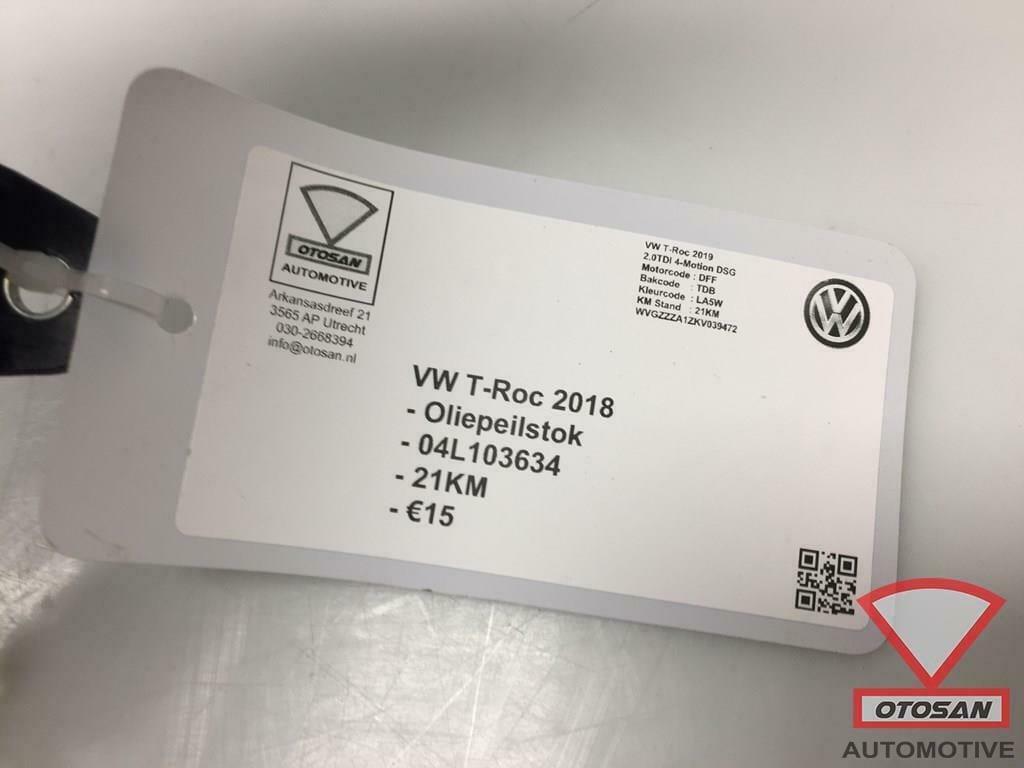 OTOSAN
AUTOMOTIVE
Arkansasdreef 21
3565 AP Utrecht
030-2668394
info@otosan.nl
VW T-Roc 2019
2.0TDI 4-Motion DSG
Motorcode : DFF
Bakcode : TDB
Kleurcode : LA5W
KM Stand : 21KM
WVGZZZA1ZKV039472
VW T-Roc 2018
- Oliepeilstok
- 04L103634
- 21KM
- €15
OTOSAN
AUTOMOTIVE